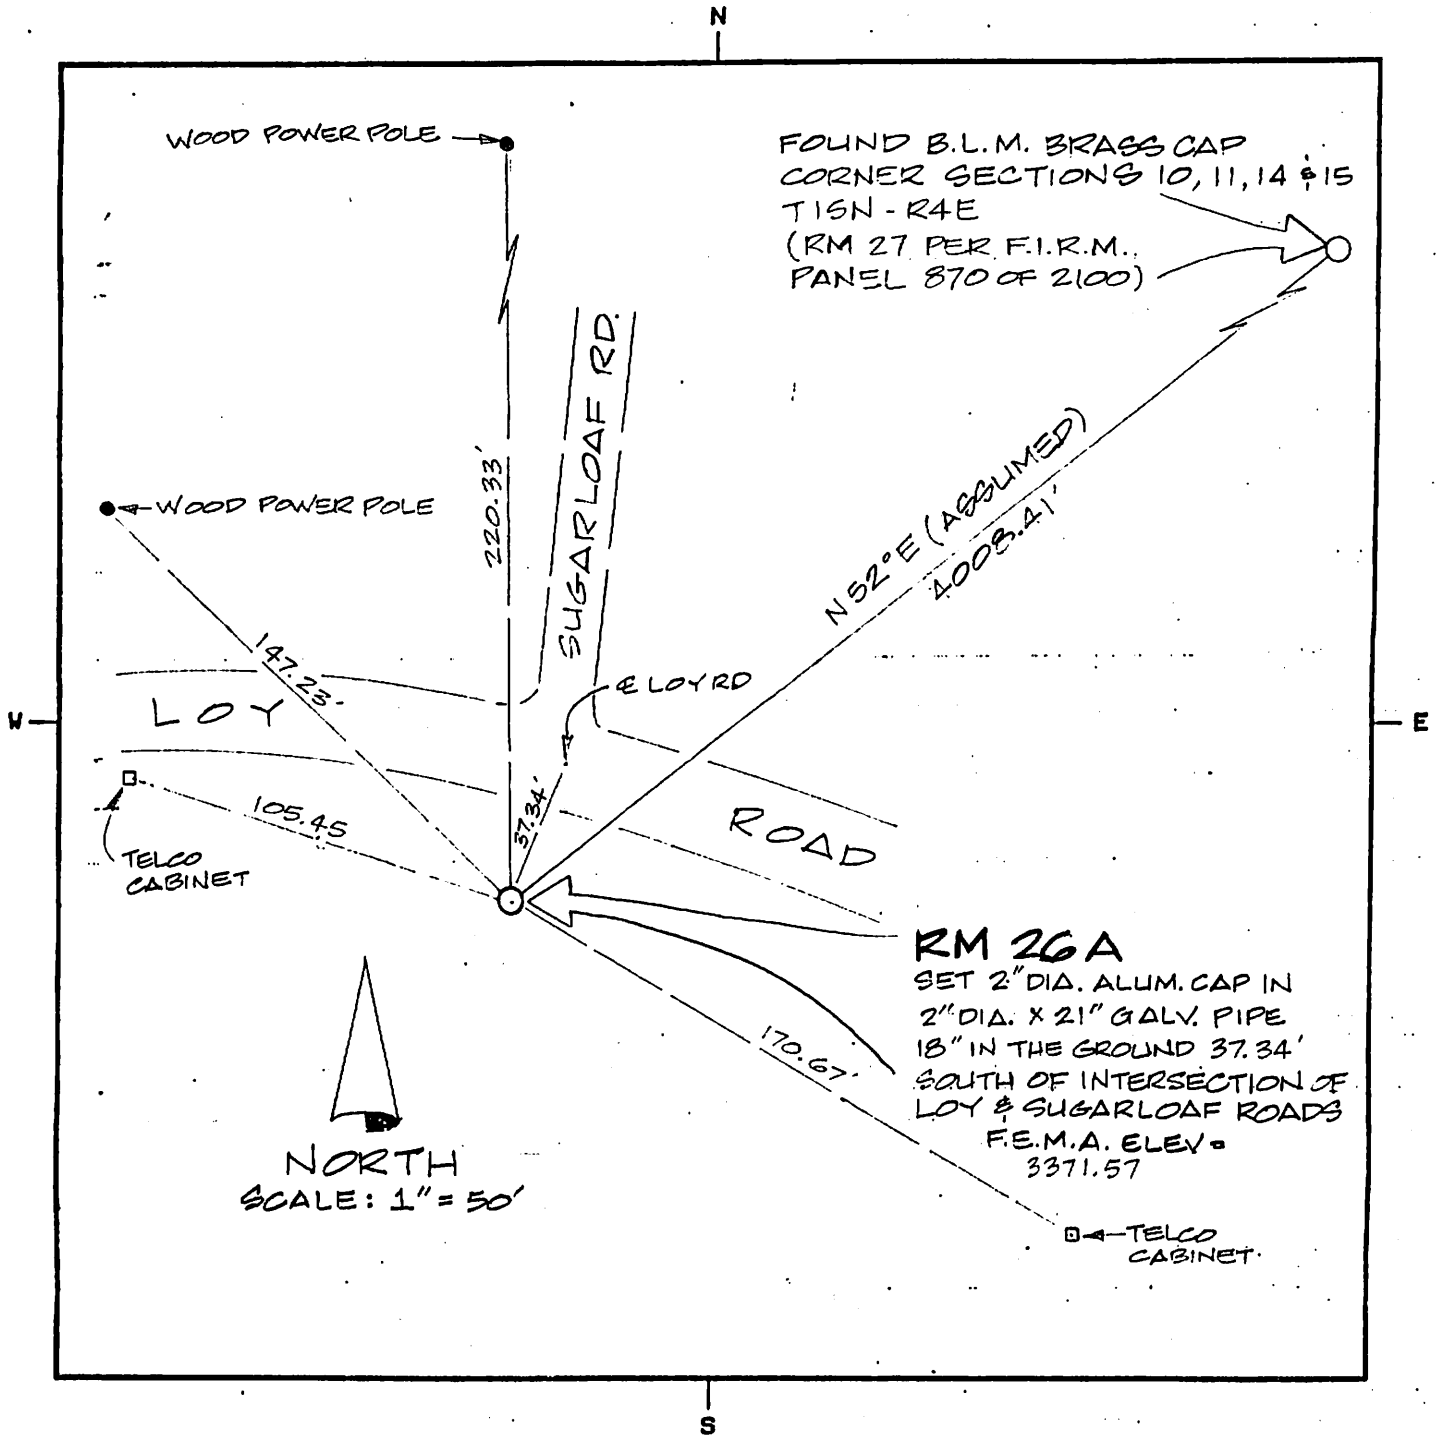 N
WOOD POWER POLE
FOUND B.L.M. BRASS CAP
CORNER SECTIONS 10, 11, 14 & 15
T15N - R4E
(RM 27 PER F.I.R.M.
PANEL 870 OF 2100)
SUGARLOAF RD.
220.33'
WOOD POWER POLE
N 52° E (ASSUMED)
4008.41'
147.23'
LOY
℄ LOY RD
W
E
37.34'
105.45
ROAD
TELCO
CABINET
RM 26A
SET 2" DIA. ALUM. CAP IN
2" DIA. X 21" GALV. PIPE
18" IN THE GROUND 37.34'
SOUTH OF INTERSECTION OF
LOY & SUGARLOAF ROADS
F.E.M.A. ELEV =
3371.57
170.67'
NORTH
SCALE: 1" = 50'
TELCO
CABINET
S